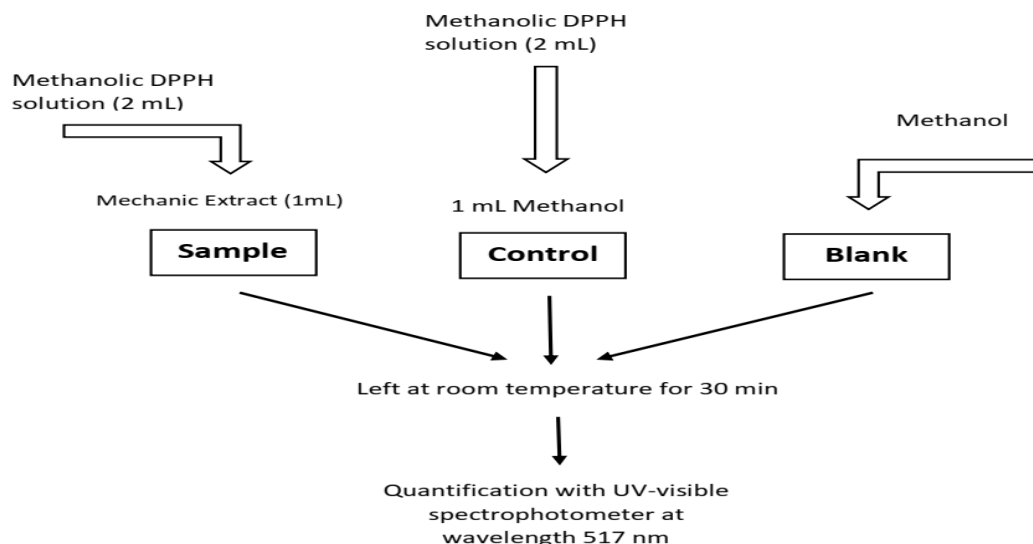 Methanolic DPPH
solution (2 mL)
Methanolic DPPH
solution (2 mL)
Methanol
Mechanic Extract (1mL)
1 mL Methanol
Sample
Control
Blank
Left at room temperature for 30 min
Quantification with UV-visible
spectrophotometer at
wavelength 517 nm